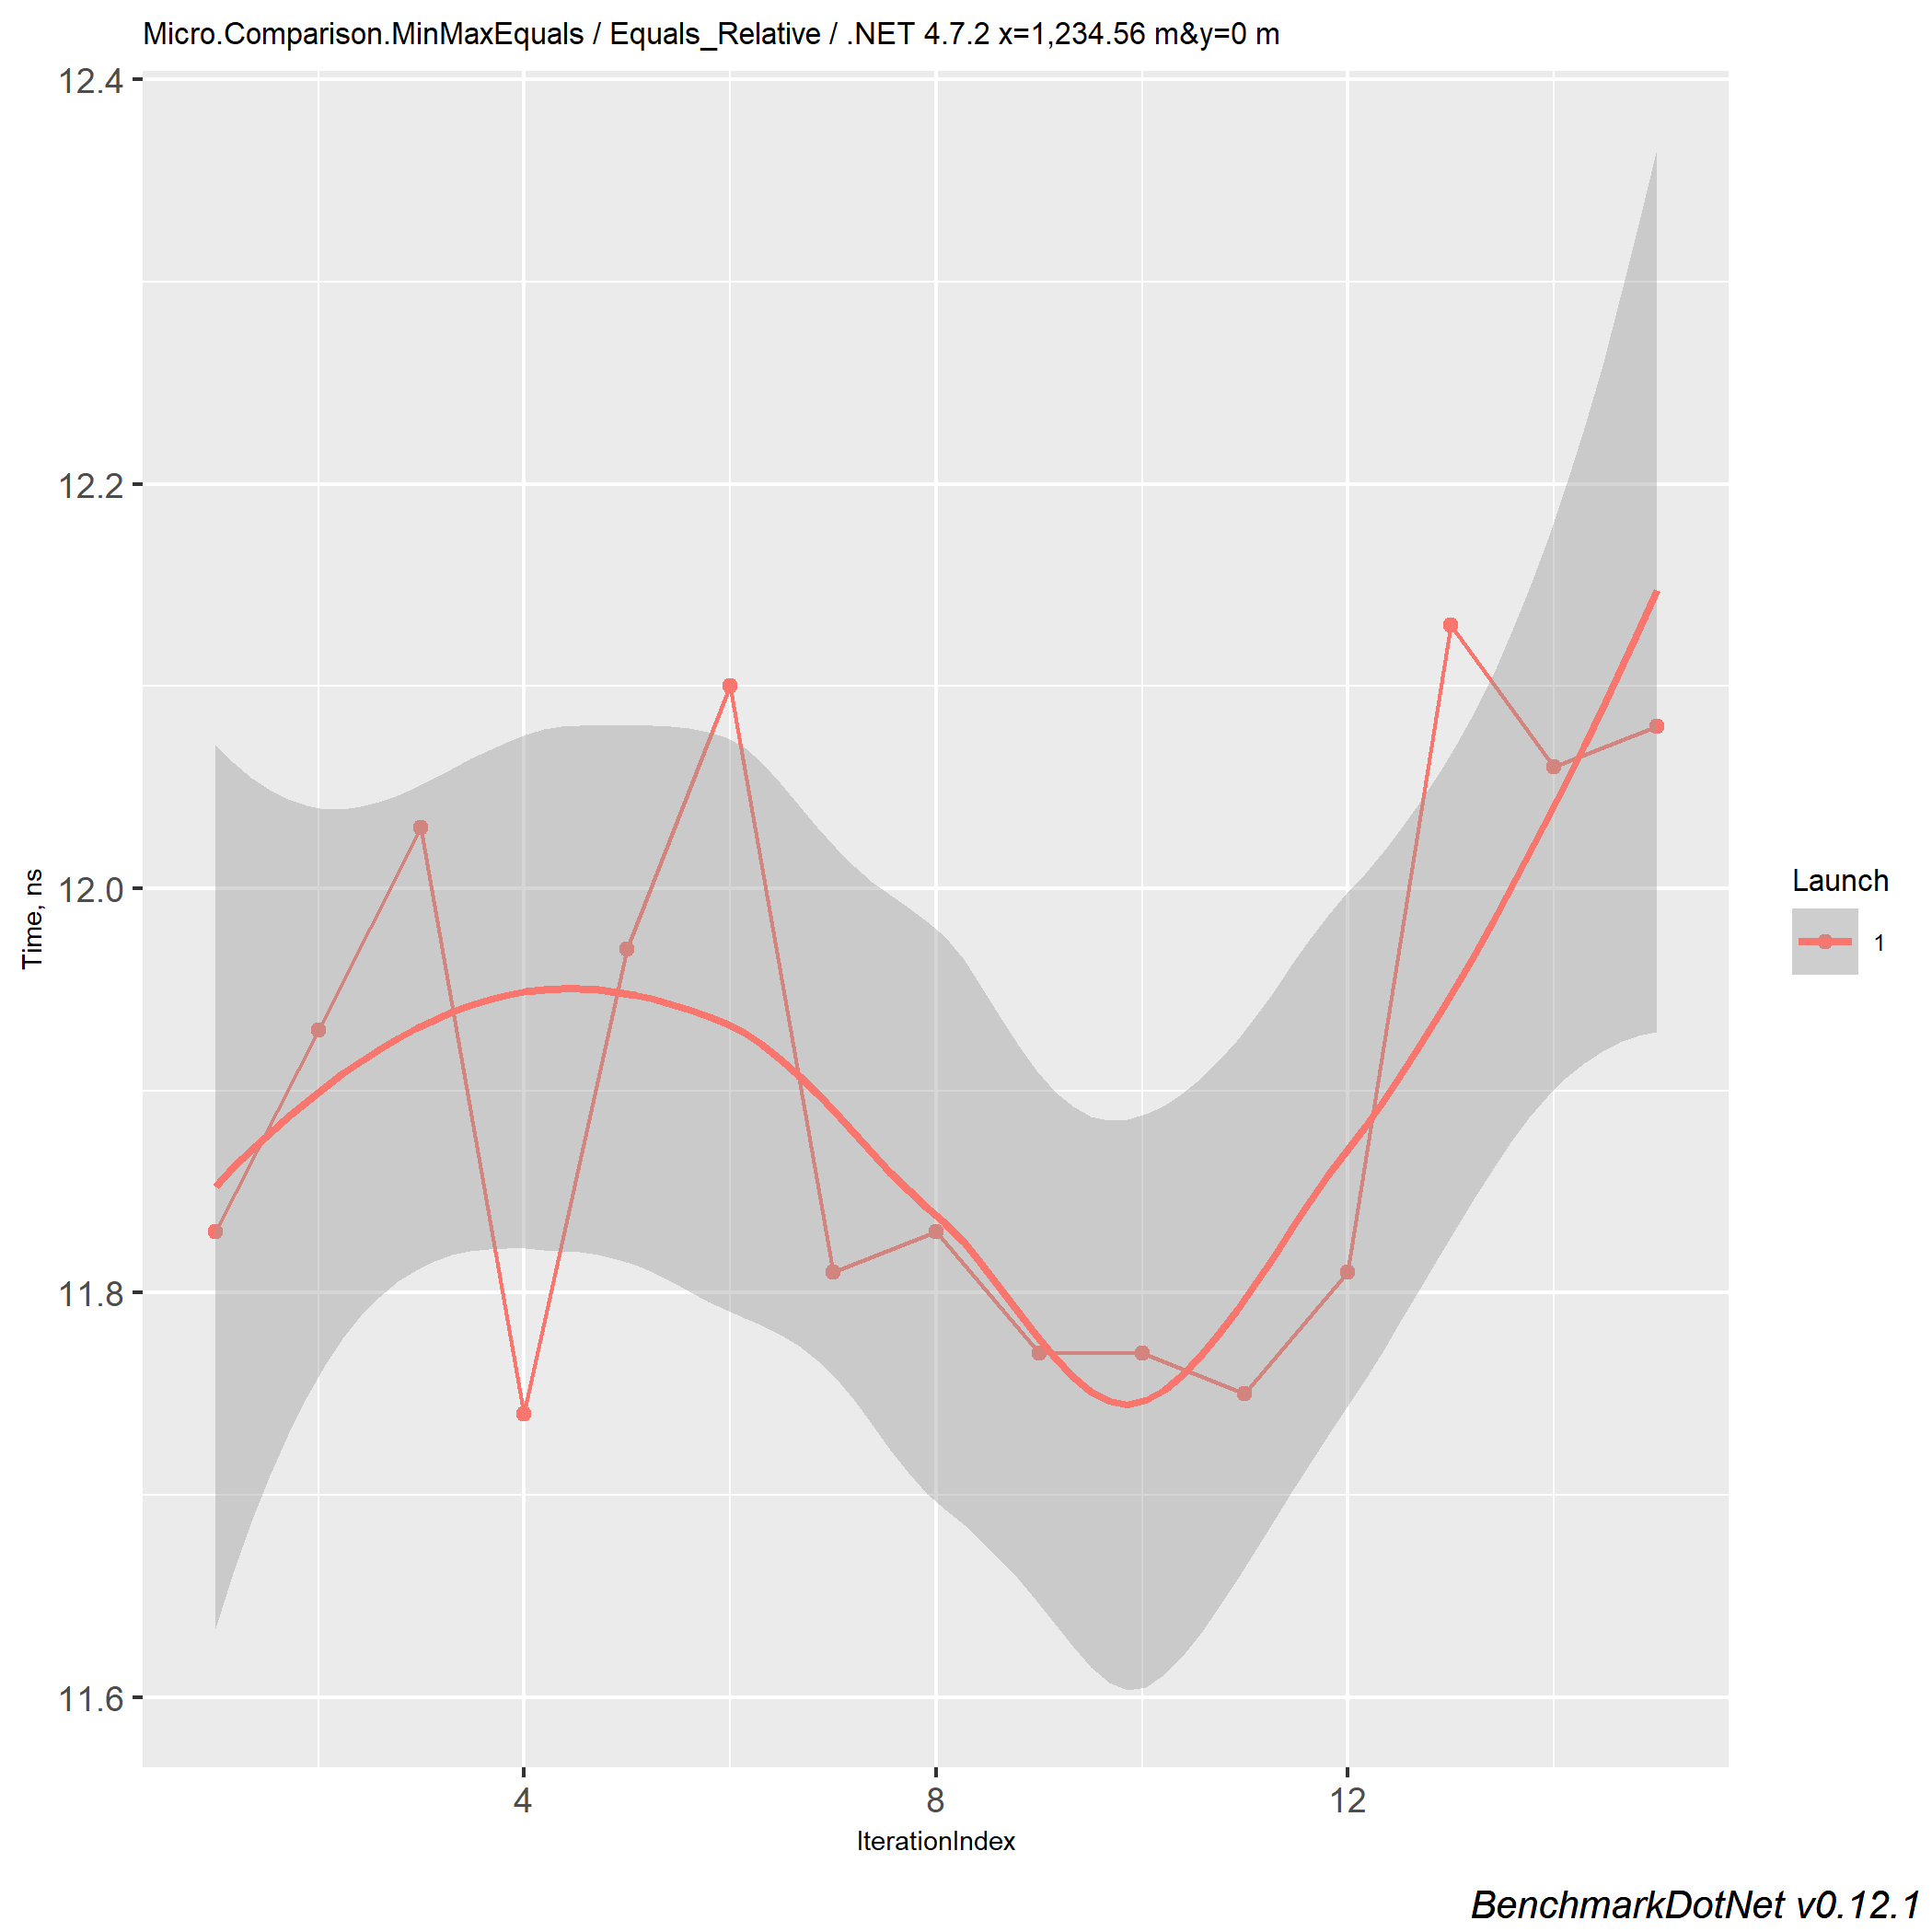 Micro.Comparison.MinMaxEquals / Equals_Relative / .NET 4.7.2 x=1,234.56 m&y=0 m
12.4
12.2
12.0
11.8
11.6
Time, ns
4 8 12
IterationIndex
Launch
1
BenchmarkDotNet v0.12.1